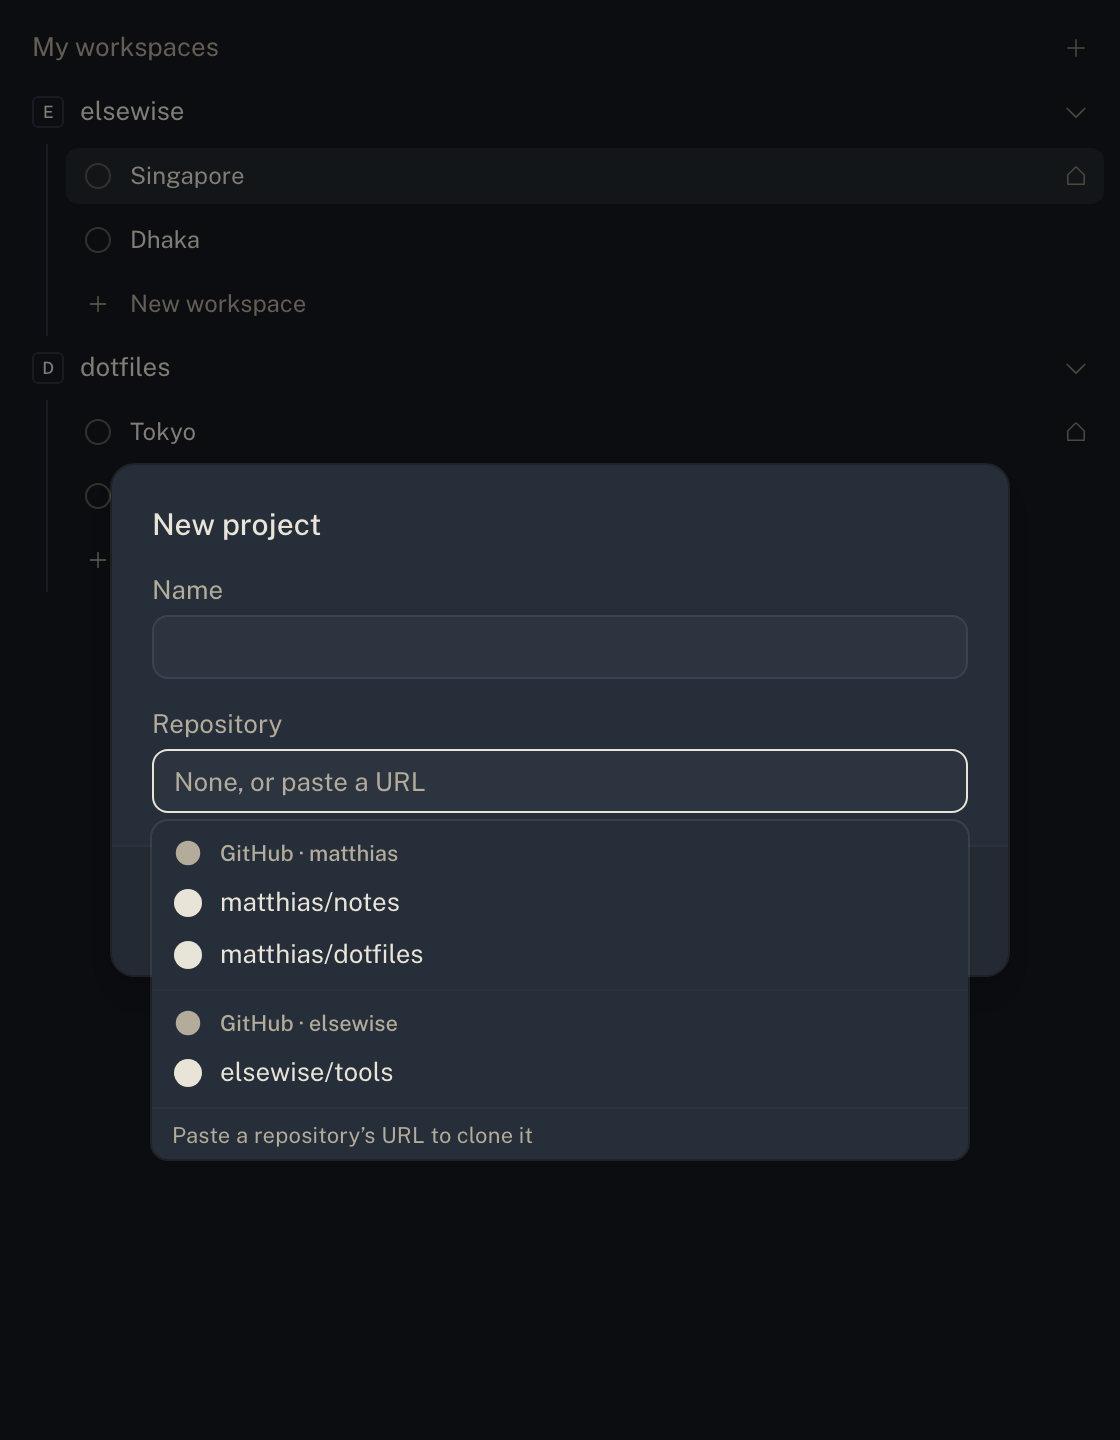 My workspaces
E elsewise
Singapore
Dhaka
New workspace
D dotfiles
Tokyo
New project
Name
Repository
None, or paste a URL
GitHub · matthias
matthias/notes
matthias/dotfiles
GitHub · elsewise
elsewise/tools
Paste a repository’s URL to clone it